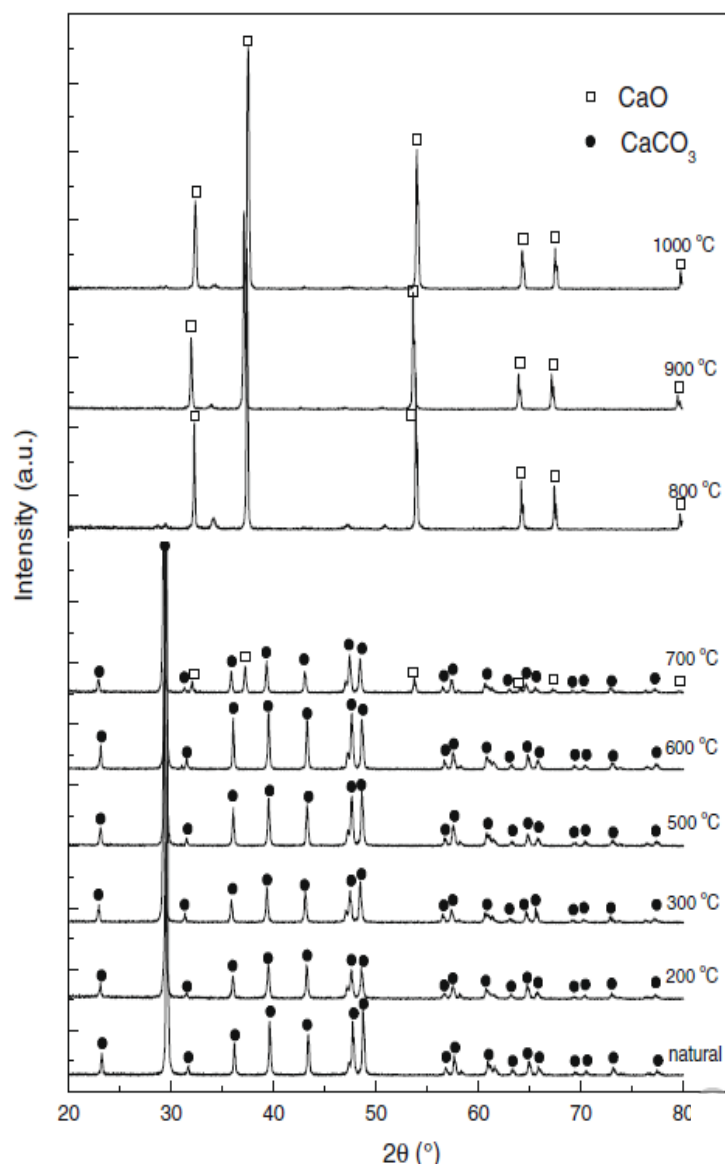 □ CaO
● CaCO₃
1000 °C
900 °C
800 °C
700 °C
600 °C
500 °C
300 °C
200 °C
natural
Intensity (a.u.)
20 30 40 50 60 70 80
2θ (°)